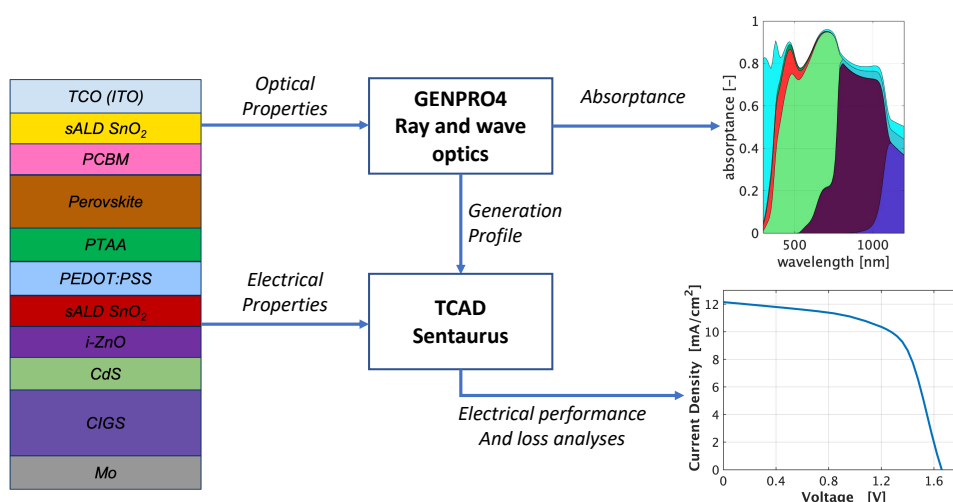 TCO (ITO)
sALD SnO₂
PCBM
Perovskite
PTAA
PEDOT:PSS
sALD SnO₂
i-ZnO
CdS
CIGS
Mo
Optical
Properties
Electrical
Properties
GENPRO4
Ray and wave
optics
Generation
Profile
TCAD
Sentaurus
Absorptance
Electrical performance
And loss analyses
absorptance [–]
1
0.8
0.6
0.4
0.2
0
500
1000
wavelength [nm]
Current Density [mA/cm²]
12
10
8
6
4
2
0
0
0.4
0.8
1.2
1.6
Voltage [V]